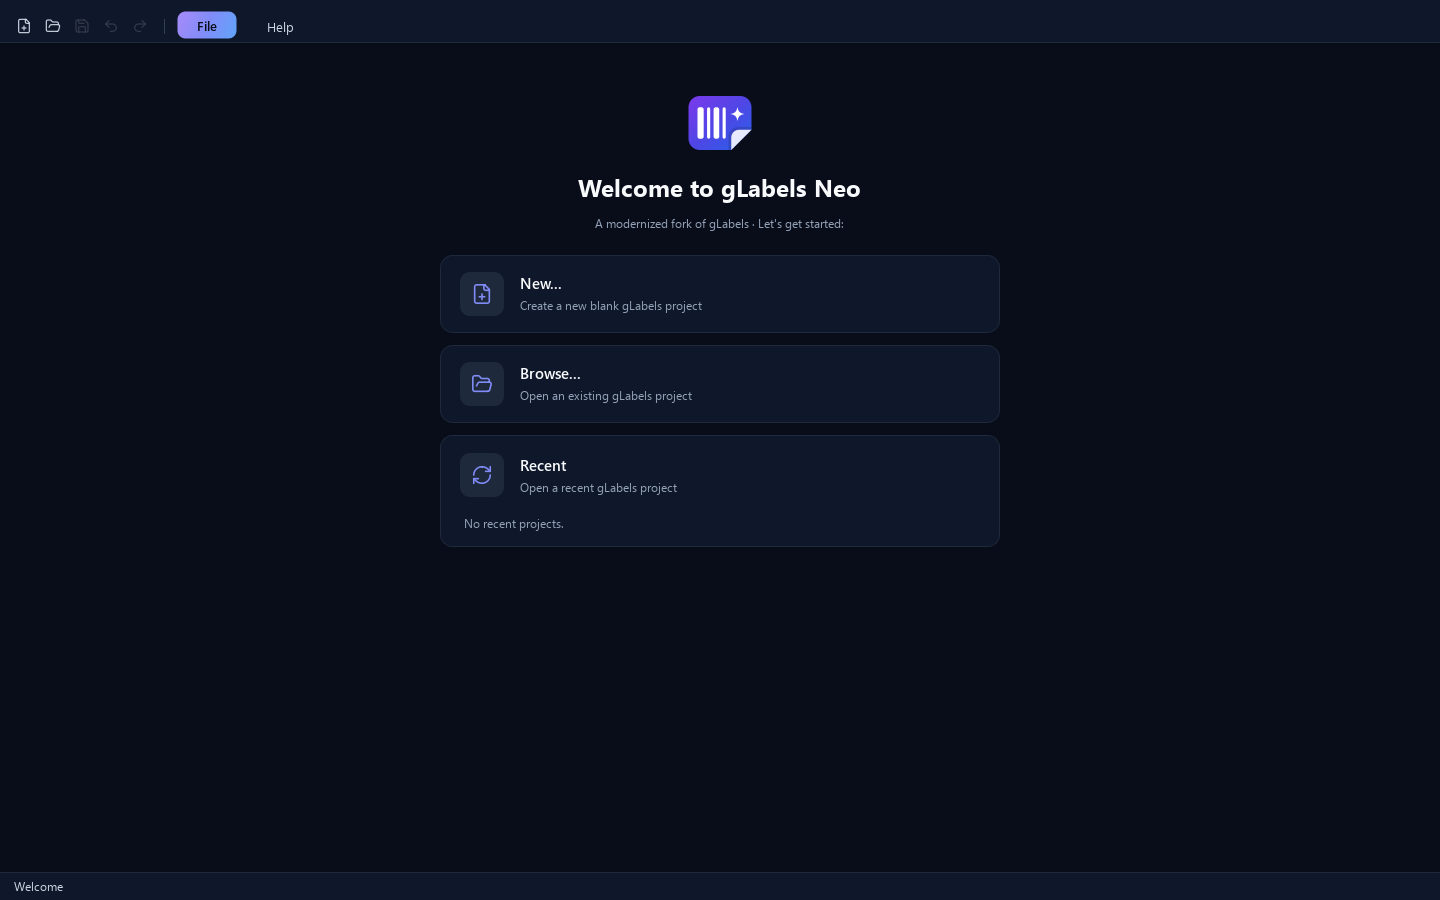 File
Help
Welcome to gLabels Neo
A modernized fork of gLabels · Let's get started:
New...
Create a new blank gLabels project
Browse...
Open an existing gLabels project
Recent
Open a recent gLabels project
No recent projects.
Welcome